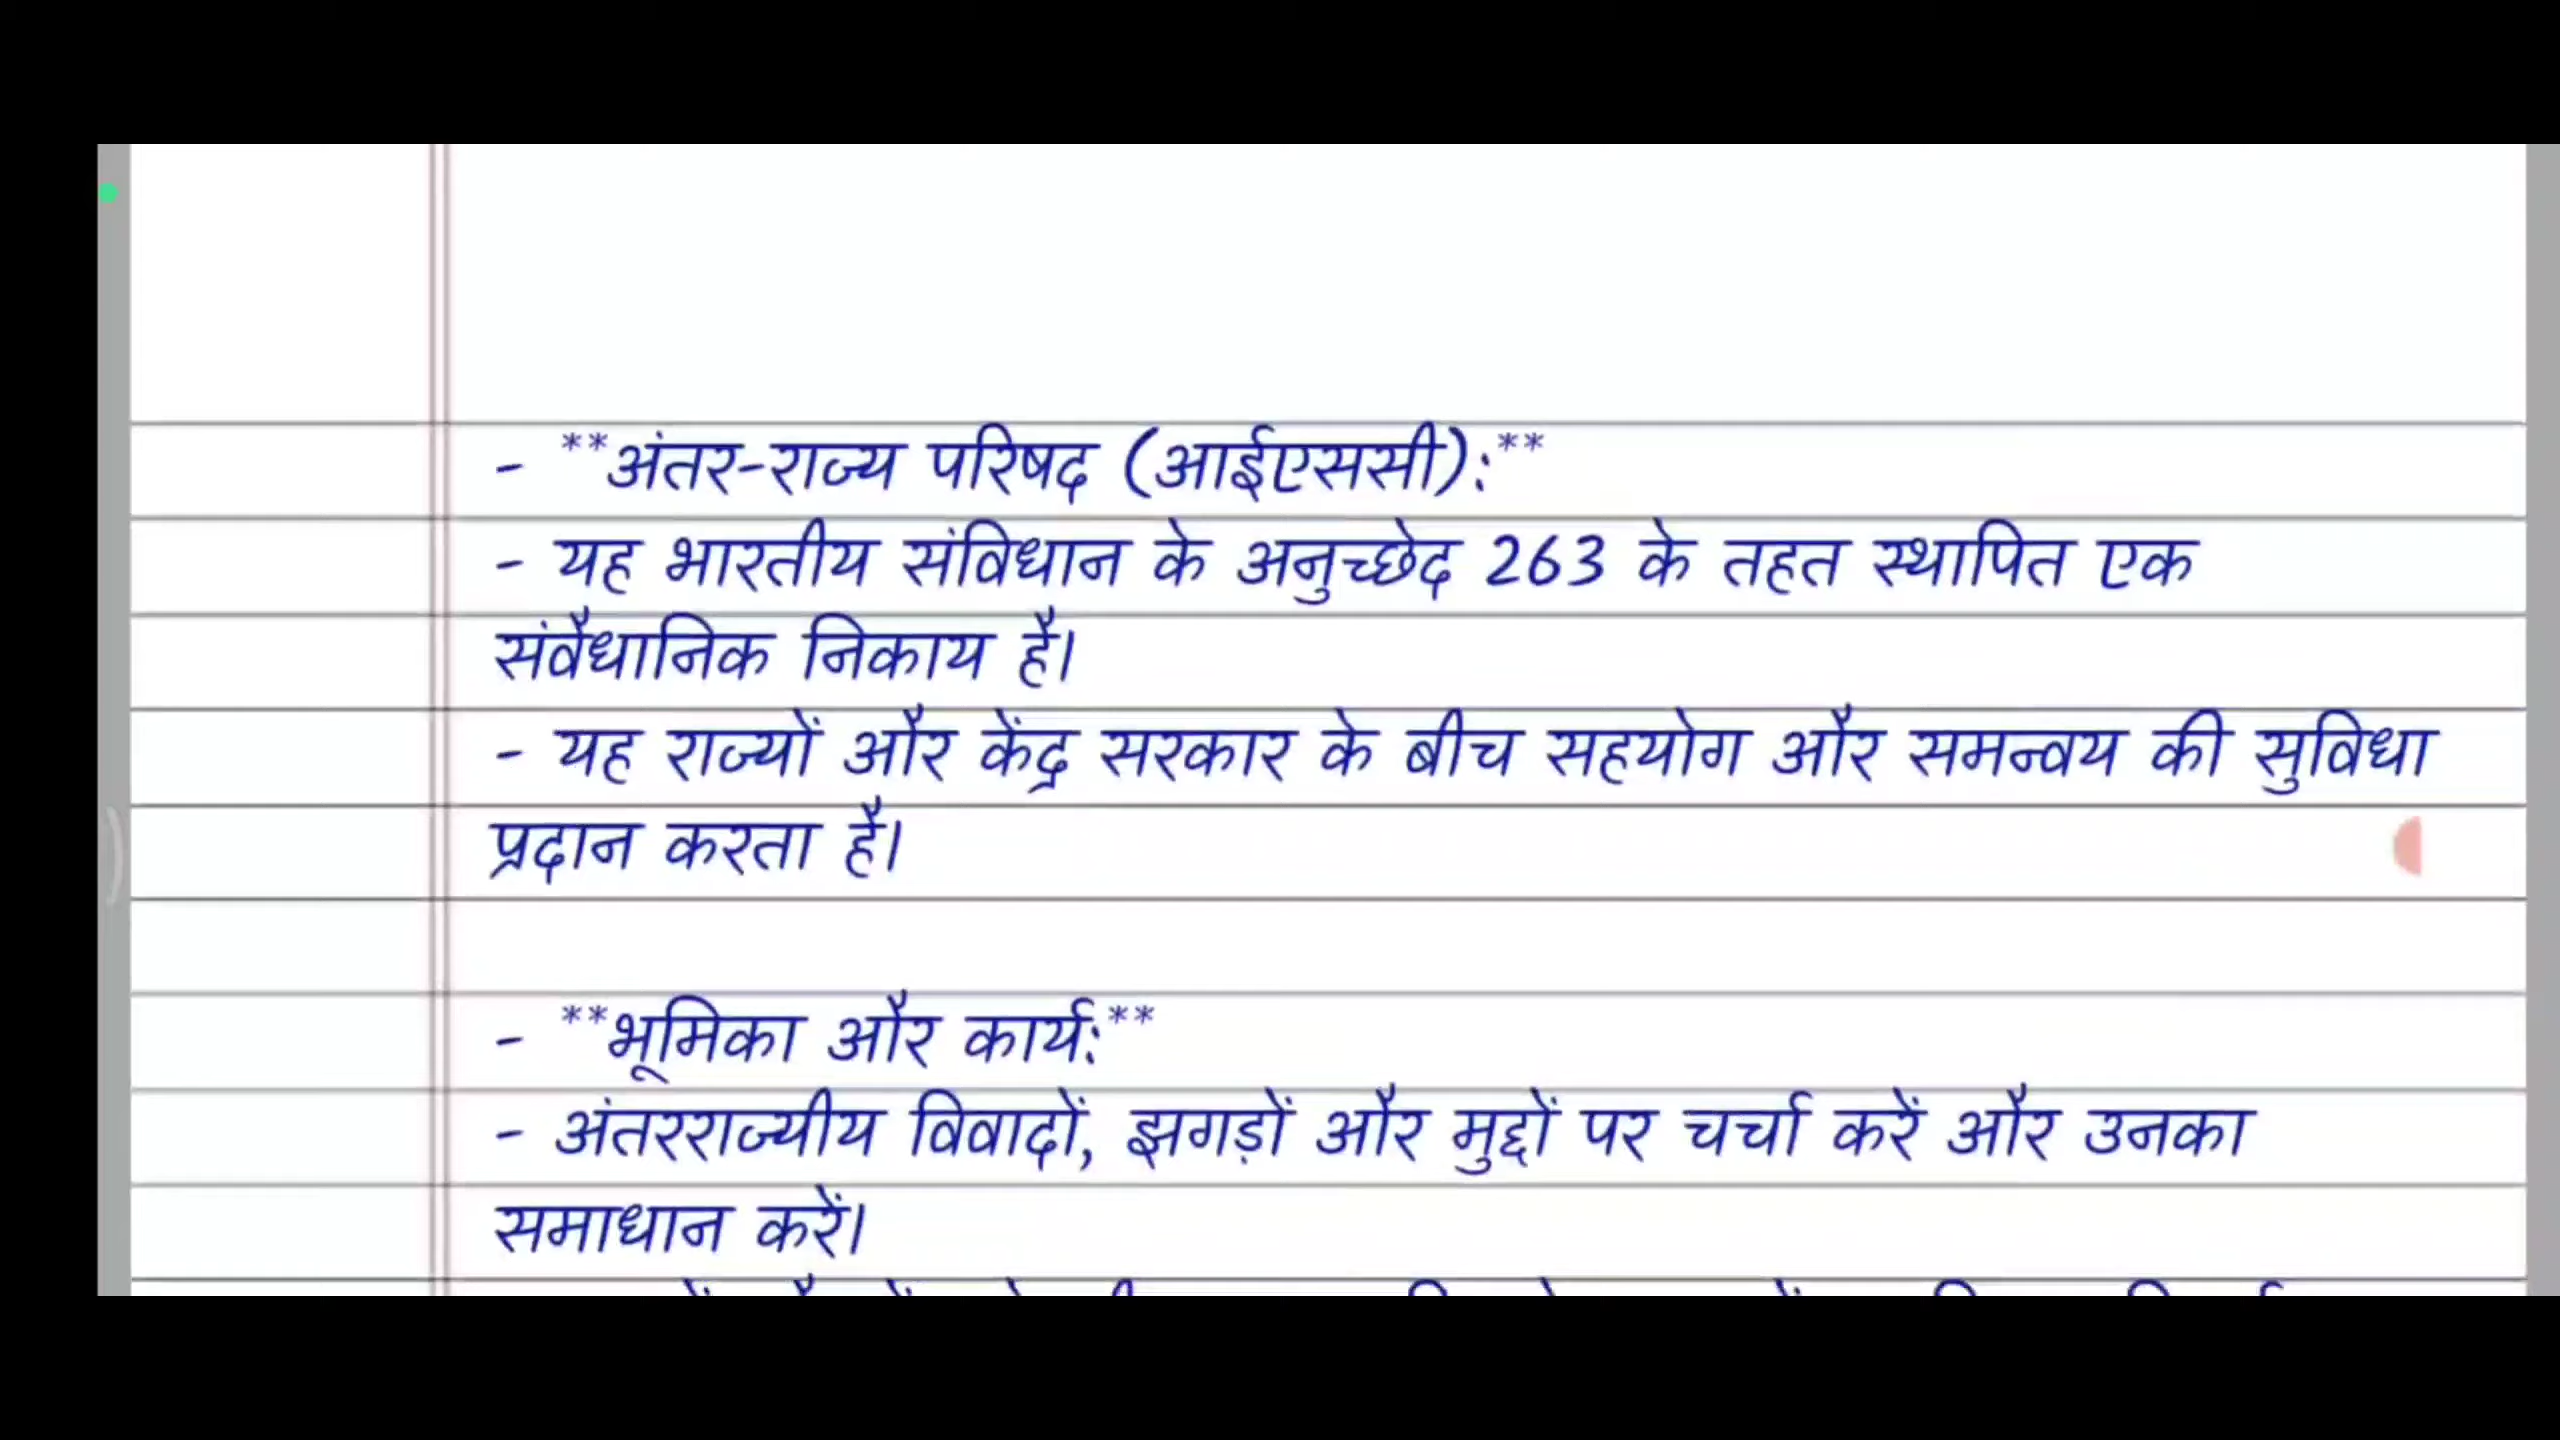 - **अंतर-राज्य परिषद (आईएससी):**
- यह भारतीय संविधान के अनुच्छेद 263 के तहत स्थापित एक
संवैधानिक निकाय है।
- यह राज्यों और केंद्र सरकार के बीच सहयोग और समन्वय की सुविधा
प्रदान करता है।
- **भूमिका और कार्य:**
- अंतरराज्यीय विवादों, झगड़ों और मुद्दों पर चर्चा करें और उनका
समाधान करें।